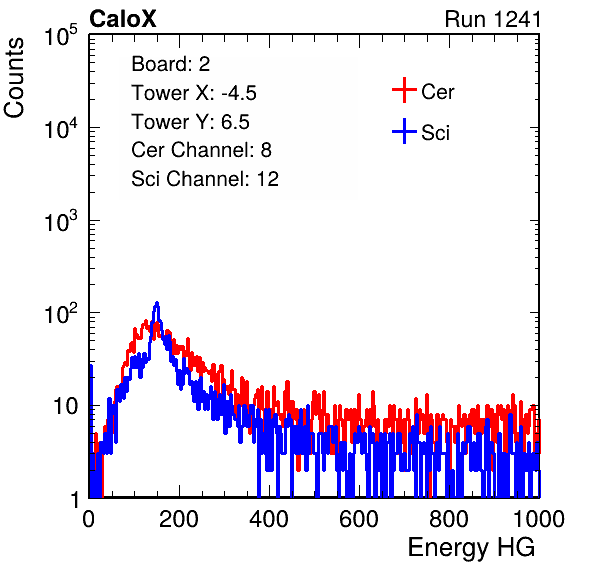 CaloX Run 1241
Counts
10^5
Board: 2
Tower X: -4.5
Tower Y: 6.5
Cer Channel: 8
Sci Channel: 12
Cer
Sci
10^4
10^3
10^2
10
1
0 200 400 600 800 1000
Energy HG